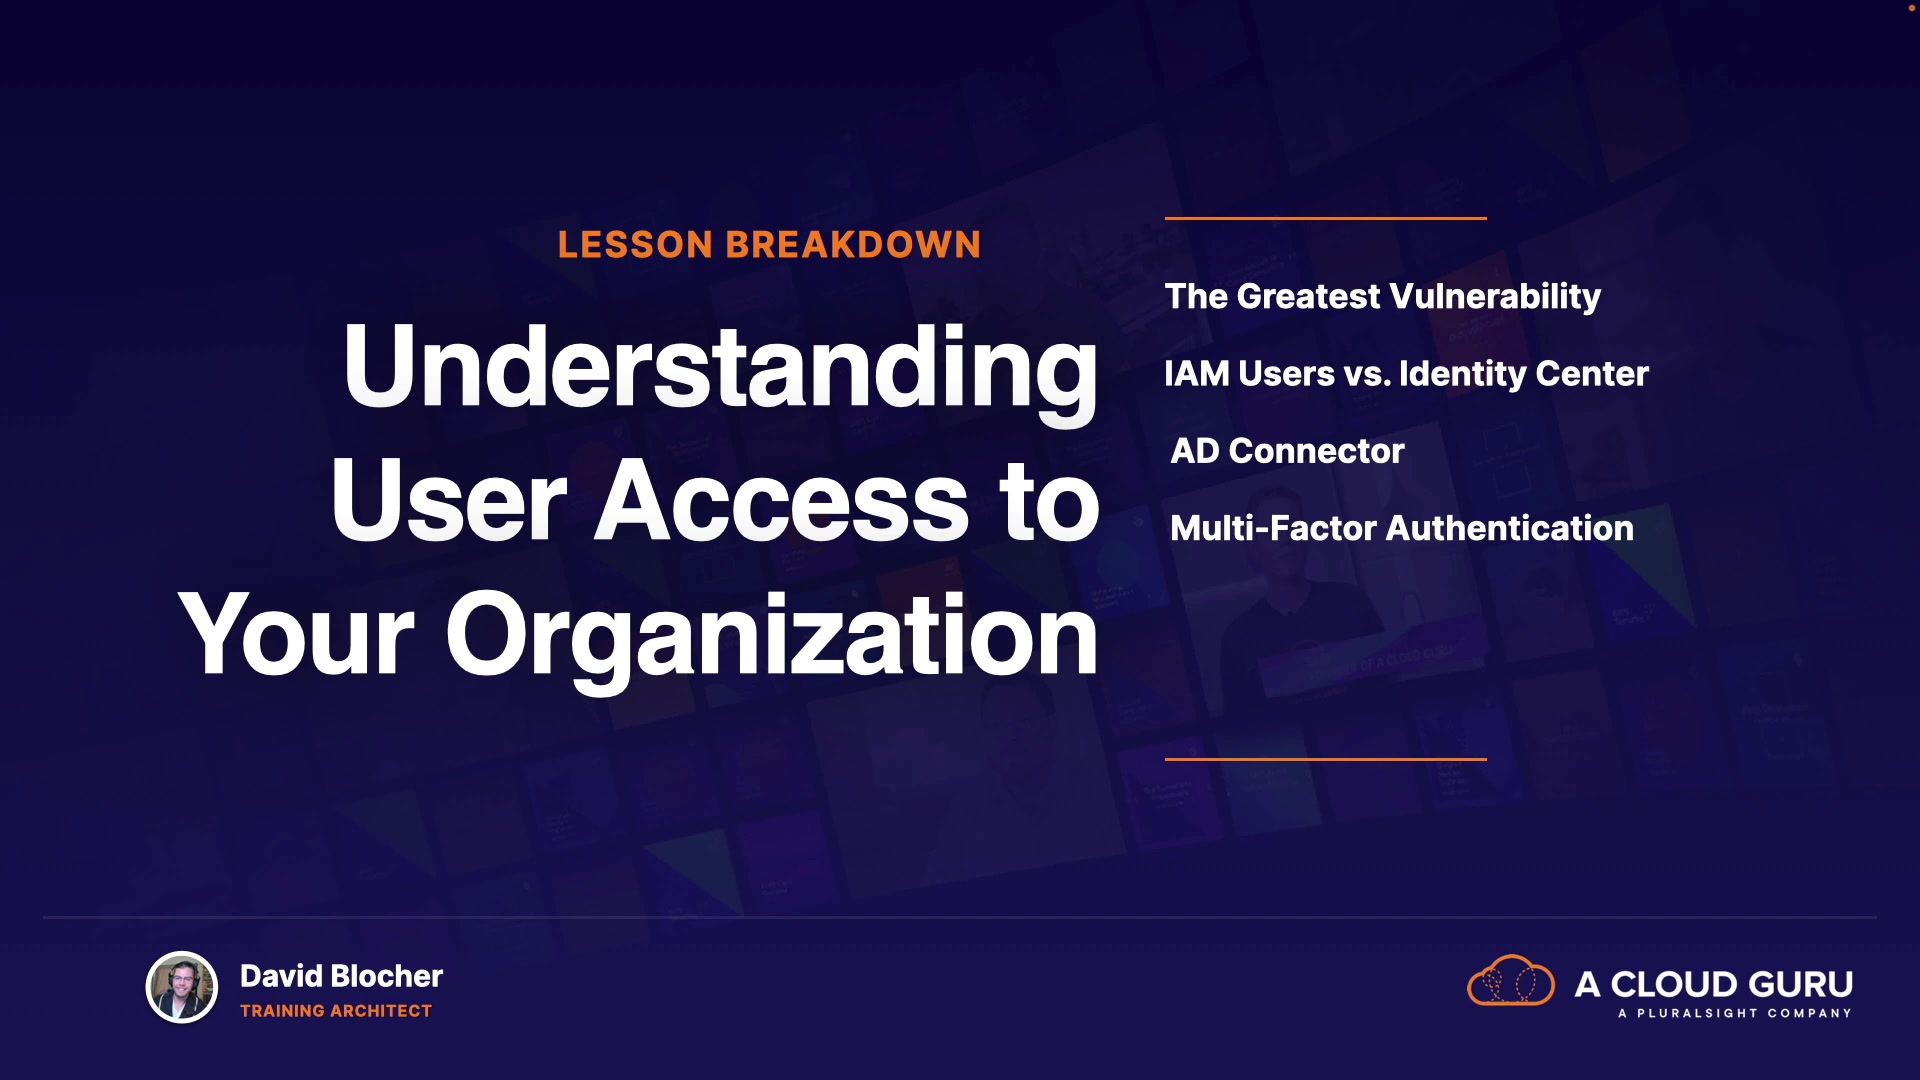 LESSON BREAKDOWN
Understanding
User Access to
Your Organization
The Greatest Vulnerability
IAM Users vs. Identity Center
AD Connector
Multi-Factor Authentication
David Blocher
TRAINING ARCHITECT
A CLOUD GURU
A PLURALSIGHT COMPANY